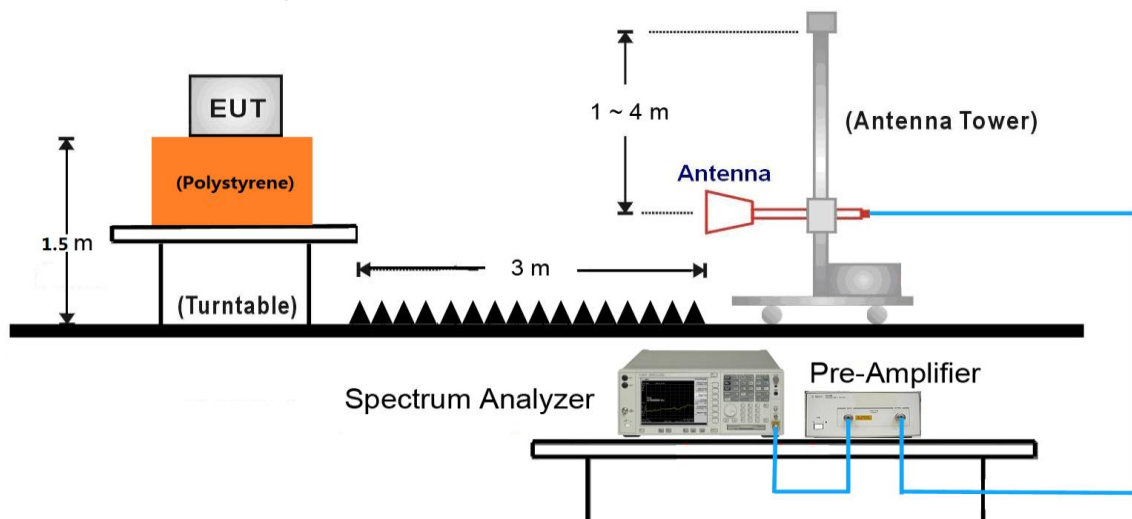 EUT
(Polystyrene)
1.5 m
(Turntable)
3 m
1 ~ 4 m
Antenna
(Antenna Tower)
Spectrum Analyzer
Pre-Amplifier